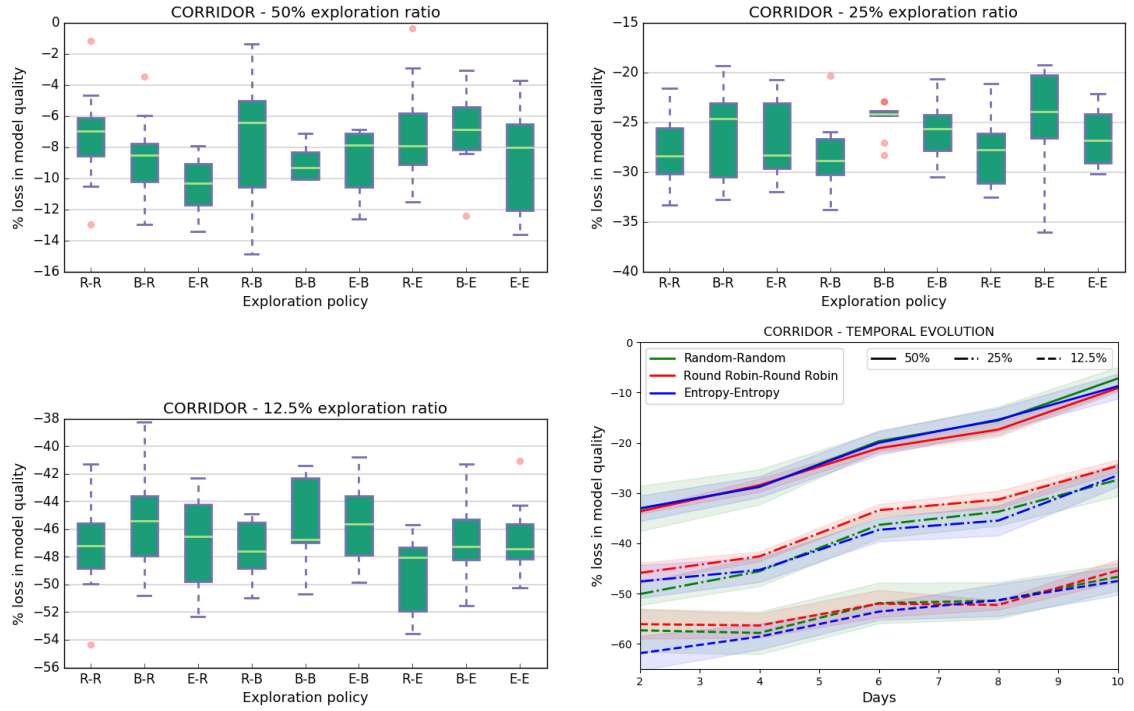 CORRIDOR - 50% exploration ratio
0
−2
−4
−6
−8
−10
−12
−14
−16
% loss in model quality
R-R B-R E-R R-B B-B E-B R-E B-E E-E
Exploration policy
CORRIDOR - 25% exploration ratio
−15
−20
−25
−30
−35
−40
% loss in model quality
R-R B-R E-R R-B B-B E-B R-E B-E E-E
Exploration policy
CORRIDOR - 12.5% exploration ratio
−38
−40
−42
−44
−46
−48
−50
−52
−54
−56
% loss in model quality
R-R B-R E-R R-B B-B E-B R-E B-E E-E
Exploration policy
CORRIDOR - TEMPORAL EVOLUTION
Random-Random
Round Robin-Round Robin
Entropy-Entropy
50% 25% 12.5%
0
−10
−20
−30
−40
−50
−60
% loss in model quality
2 3 4 5 6 7 8 9 10
Days